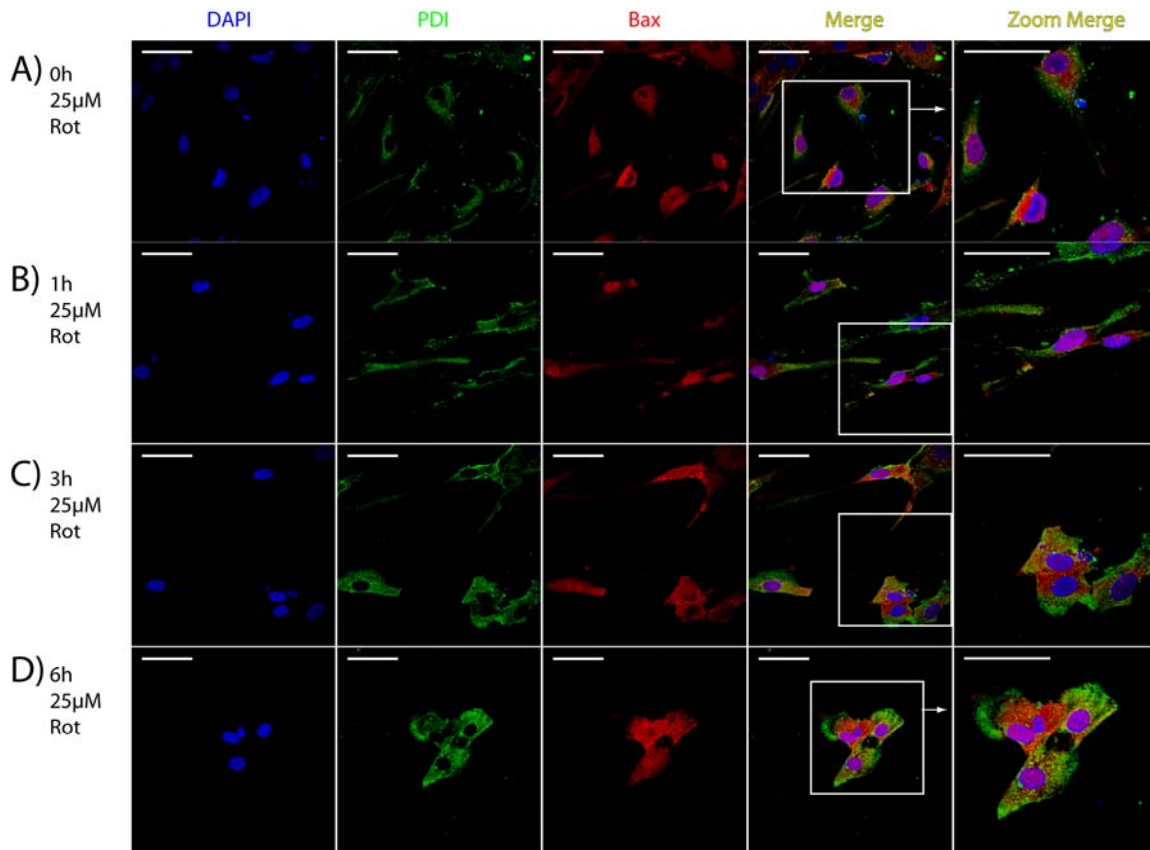 DAPI PDI Bax Merge Zoom Merge
A) 0h
25µM
Rot
B) 1h
25µM
Rot
C) 3h
25µM
Rot
D) 6h
25µM
Rot